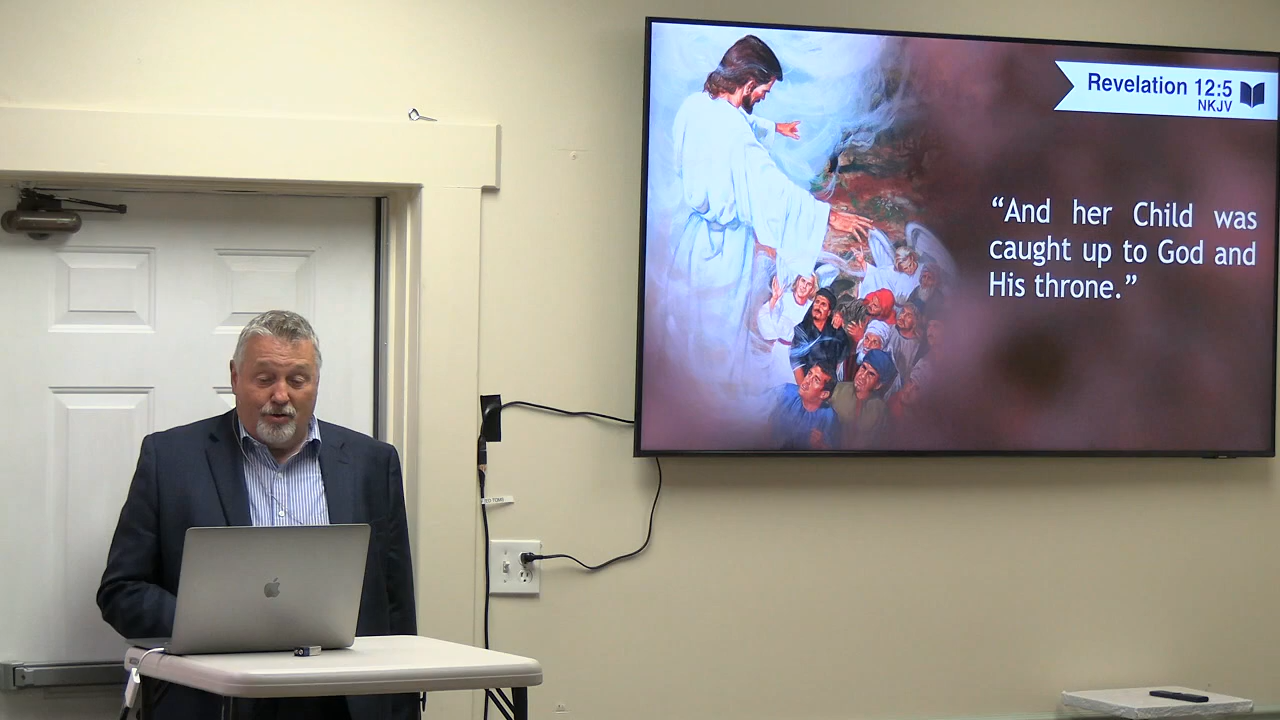 Revelation 12:5
NKJV
“And her Child was
caught up to God and
His throne.”